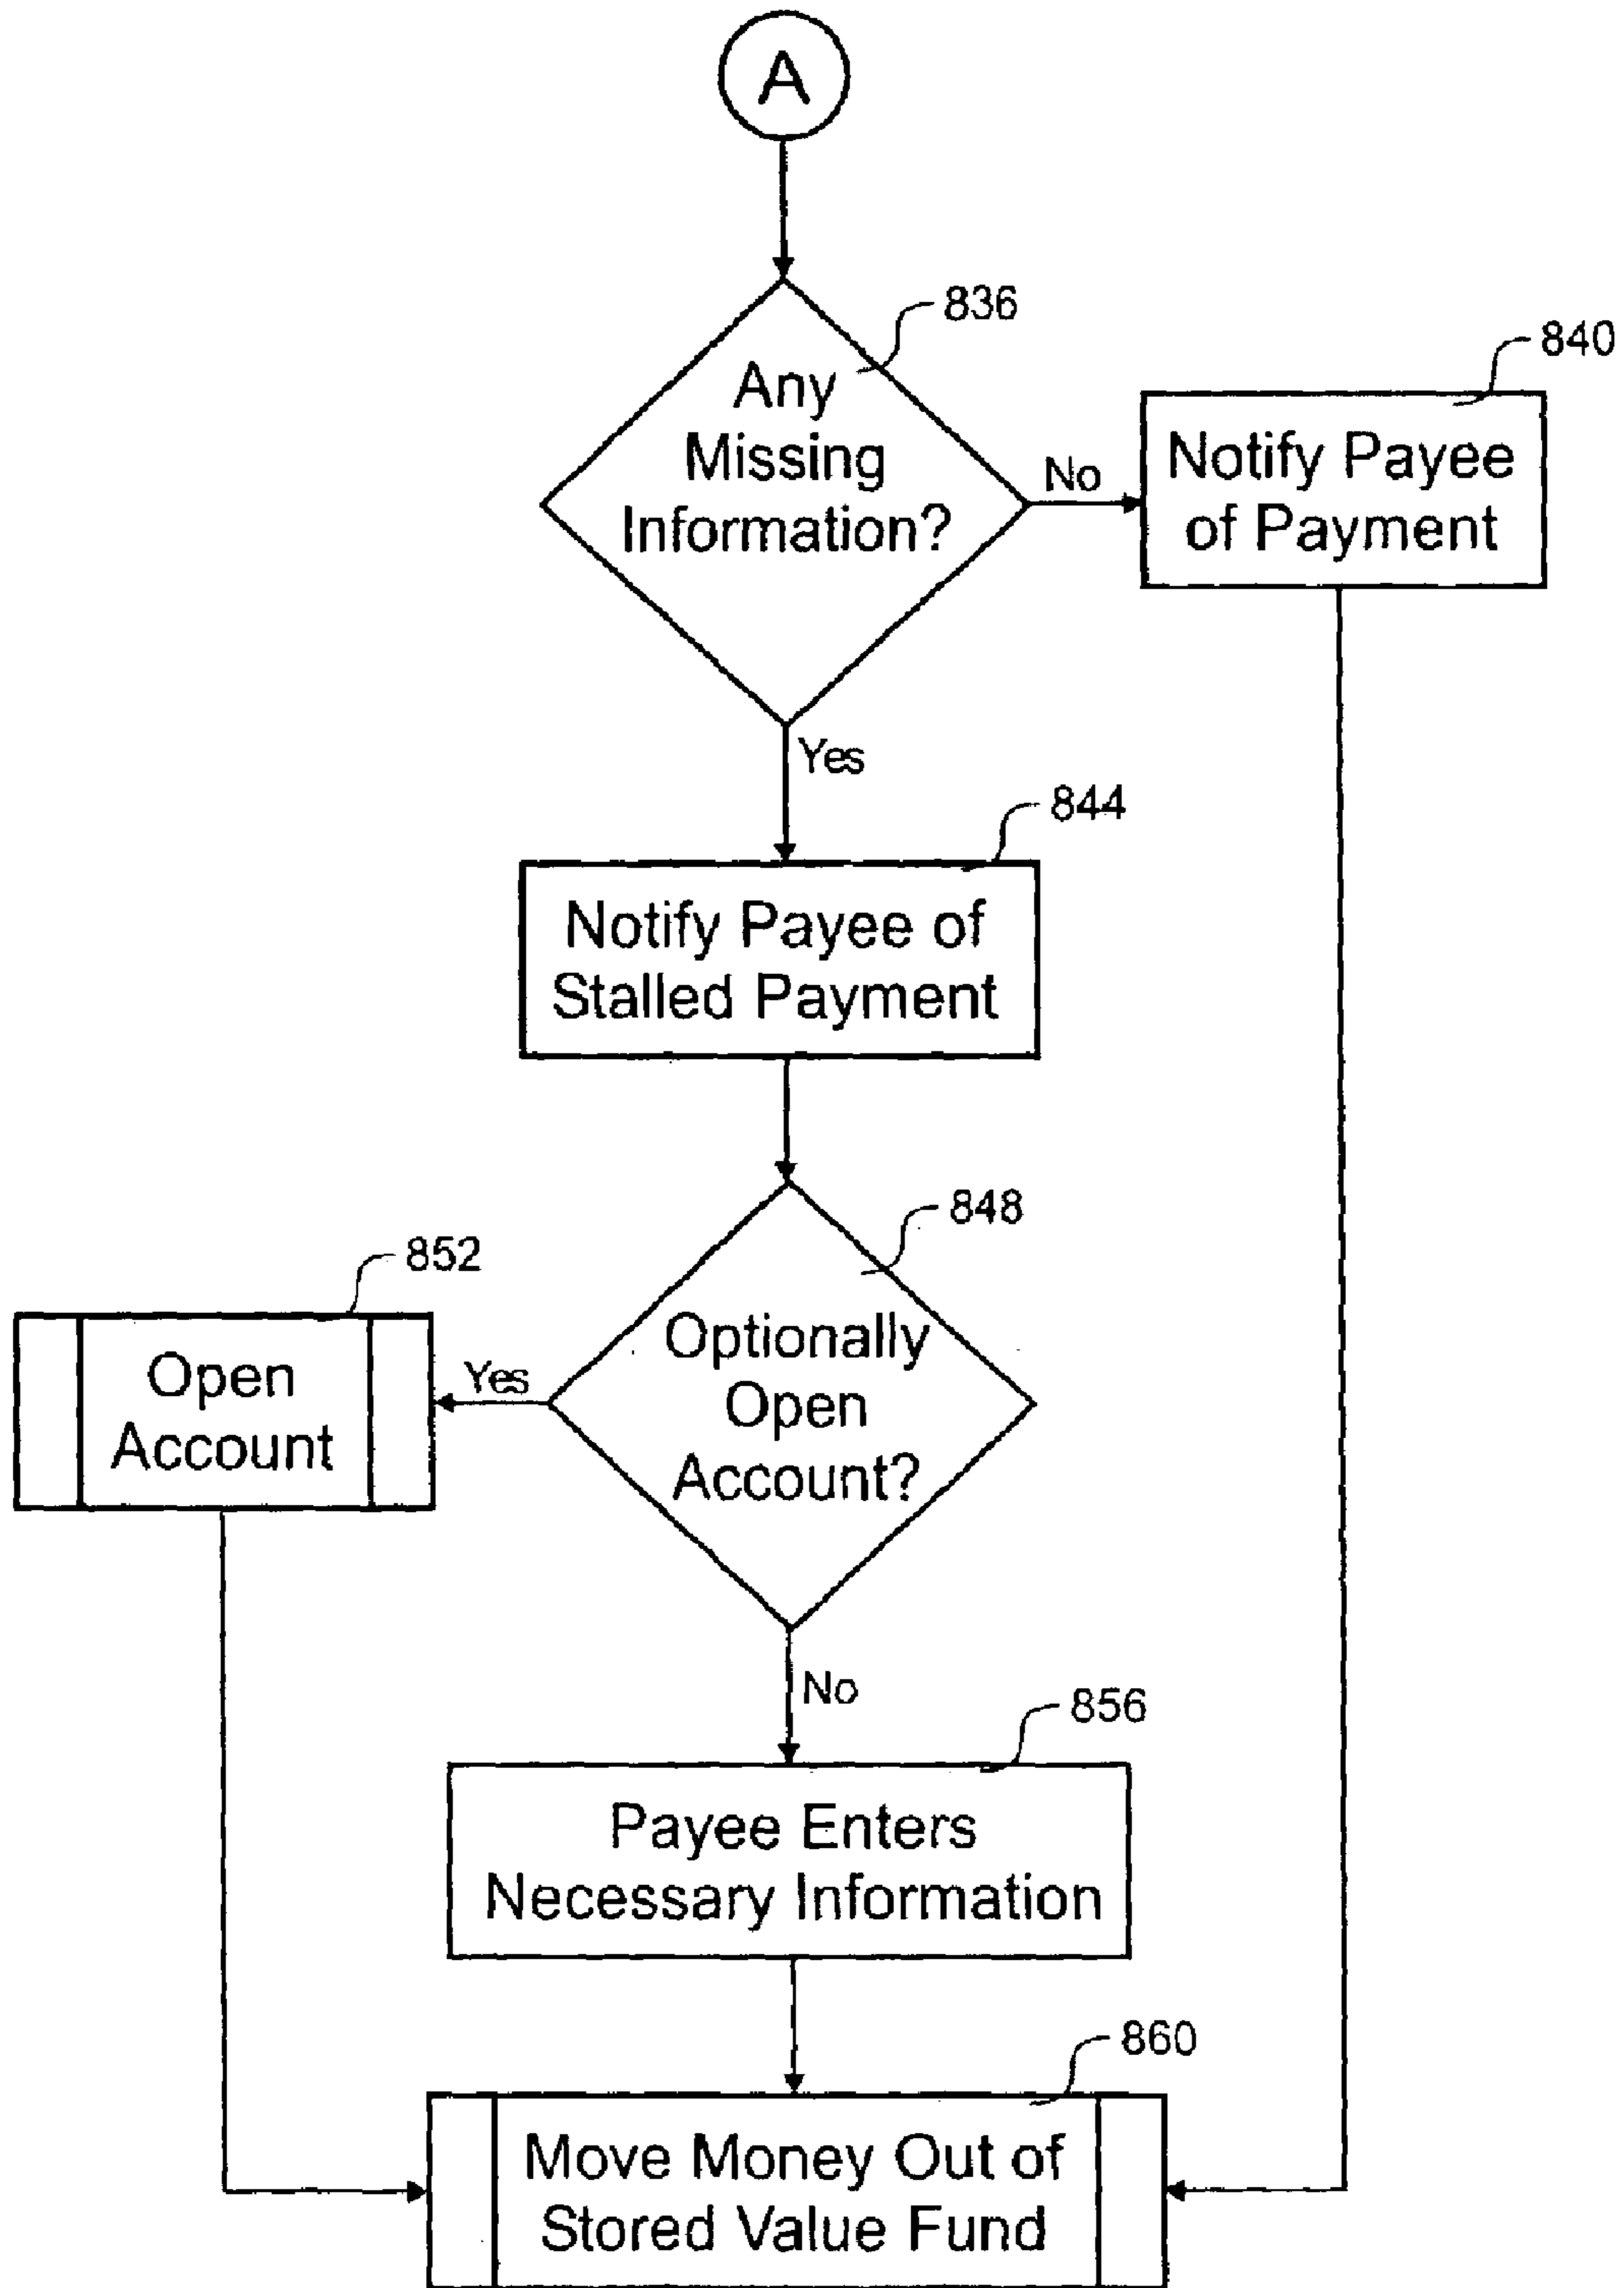 A
836
Any
Missing
Information?
No
840
Notify Payee
of Payment
Yes
844
Notify Payee of
Stalled Payment
848
Optionally
Open
Account?
Yes
852
Open
Account
No
856
Payee Enters
Necessary Information
860
Move Money Out of
Stored Value Fund